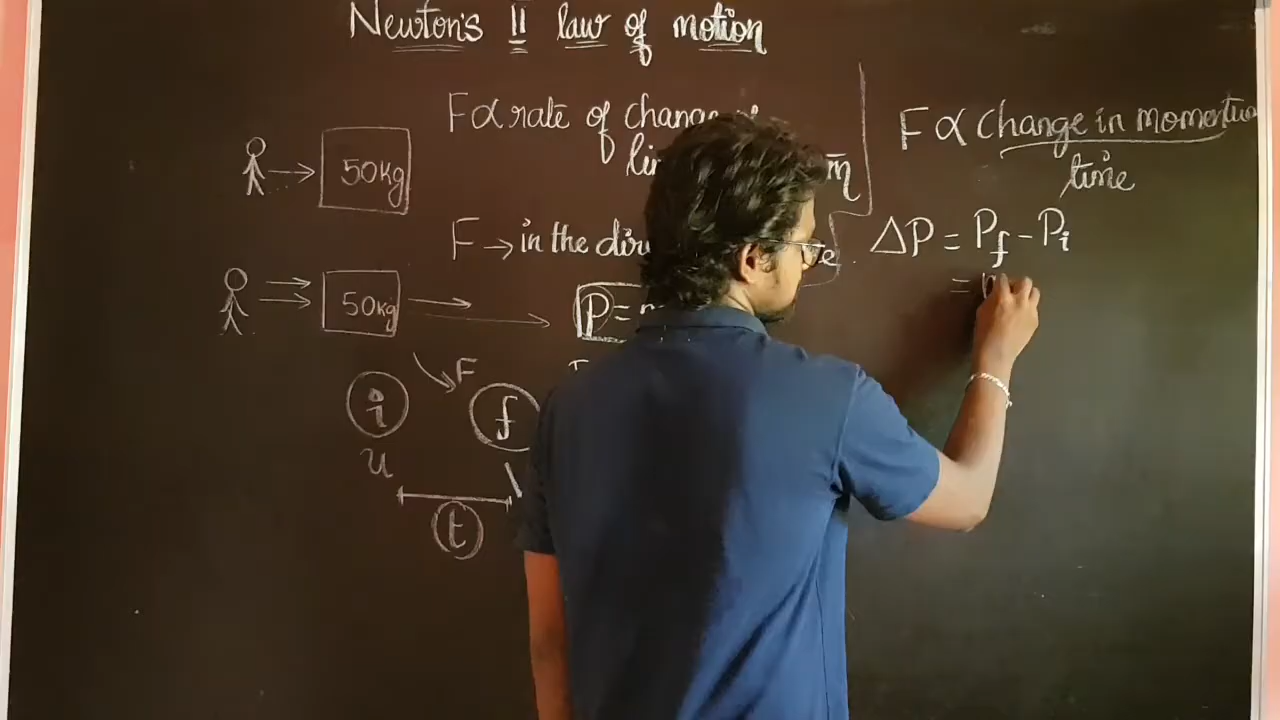 Newton's II law of motion
F α rate of change
50kg
F → in the
50kg
P =
F
i
f
u
t
F α change in momentum
time
ΔP = Pf - Pi
=